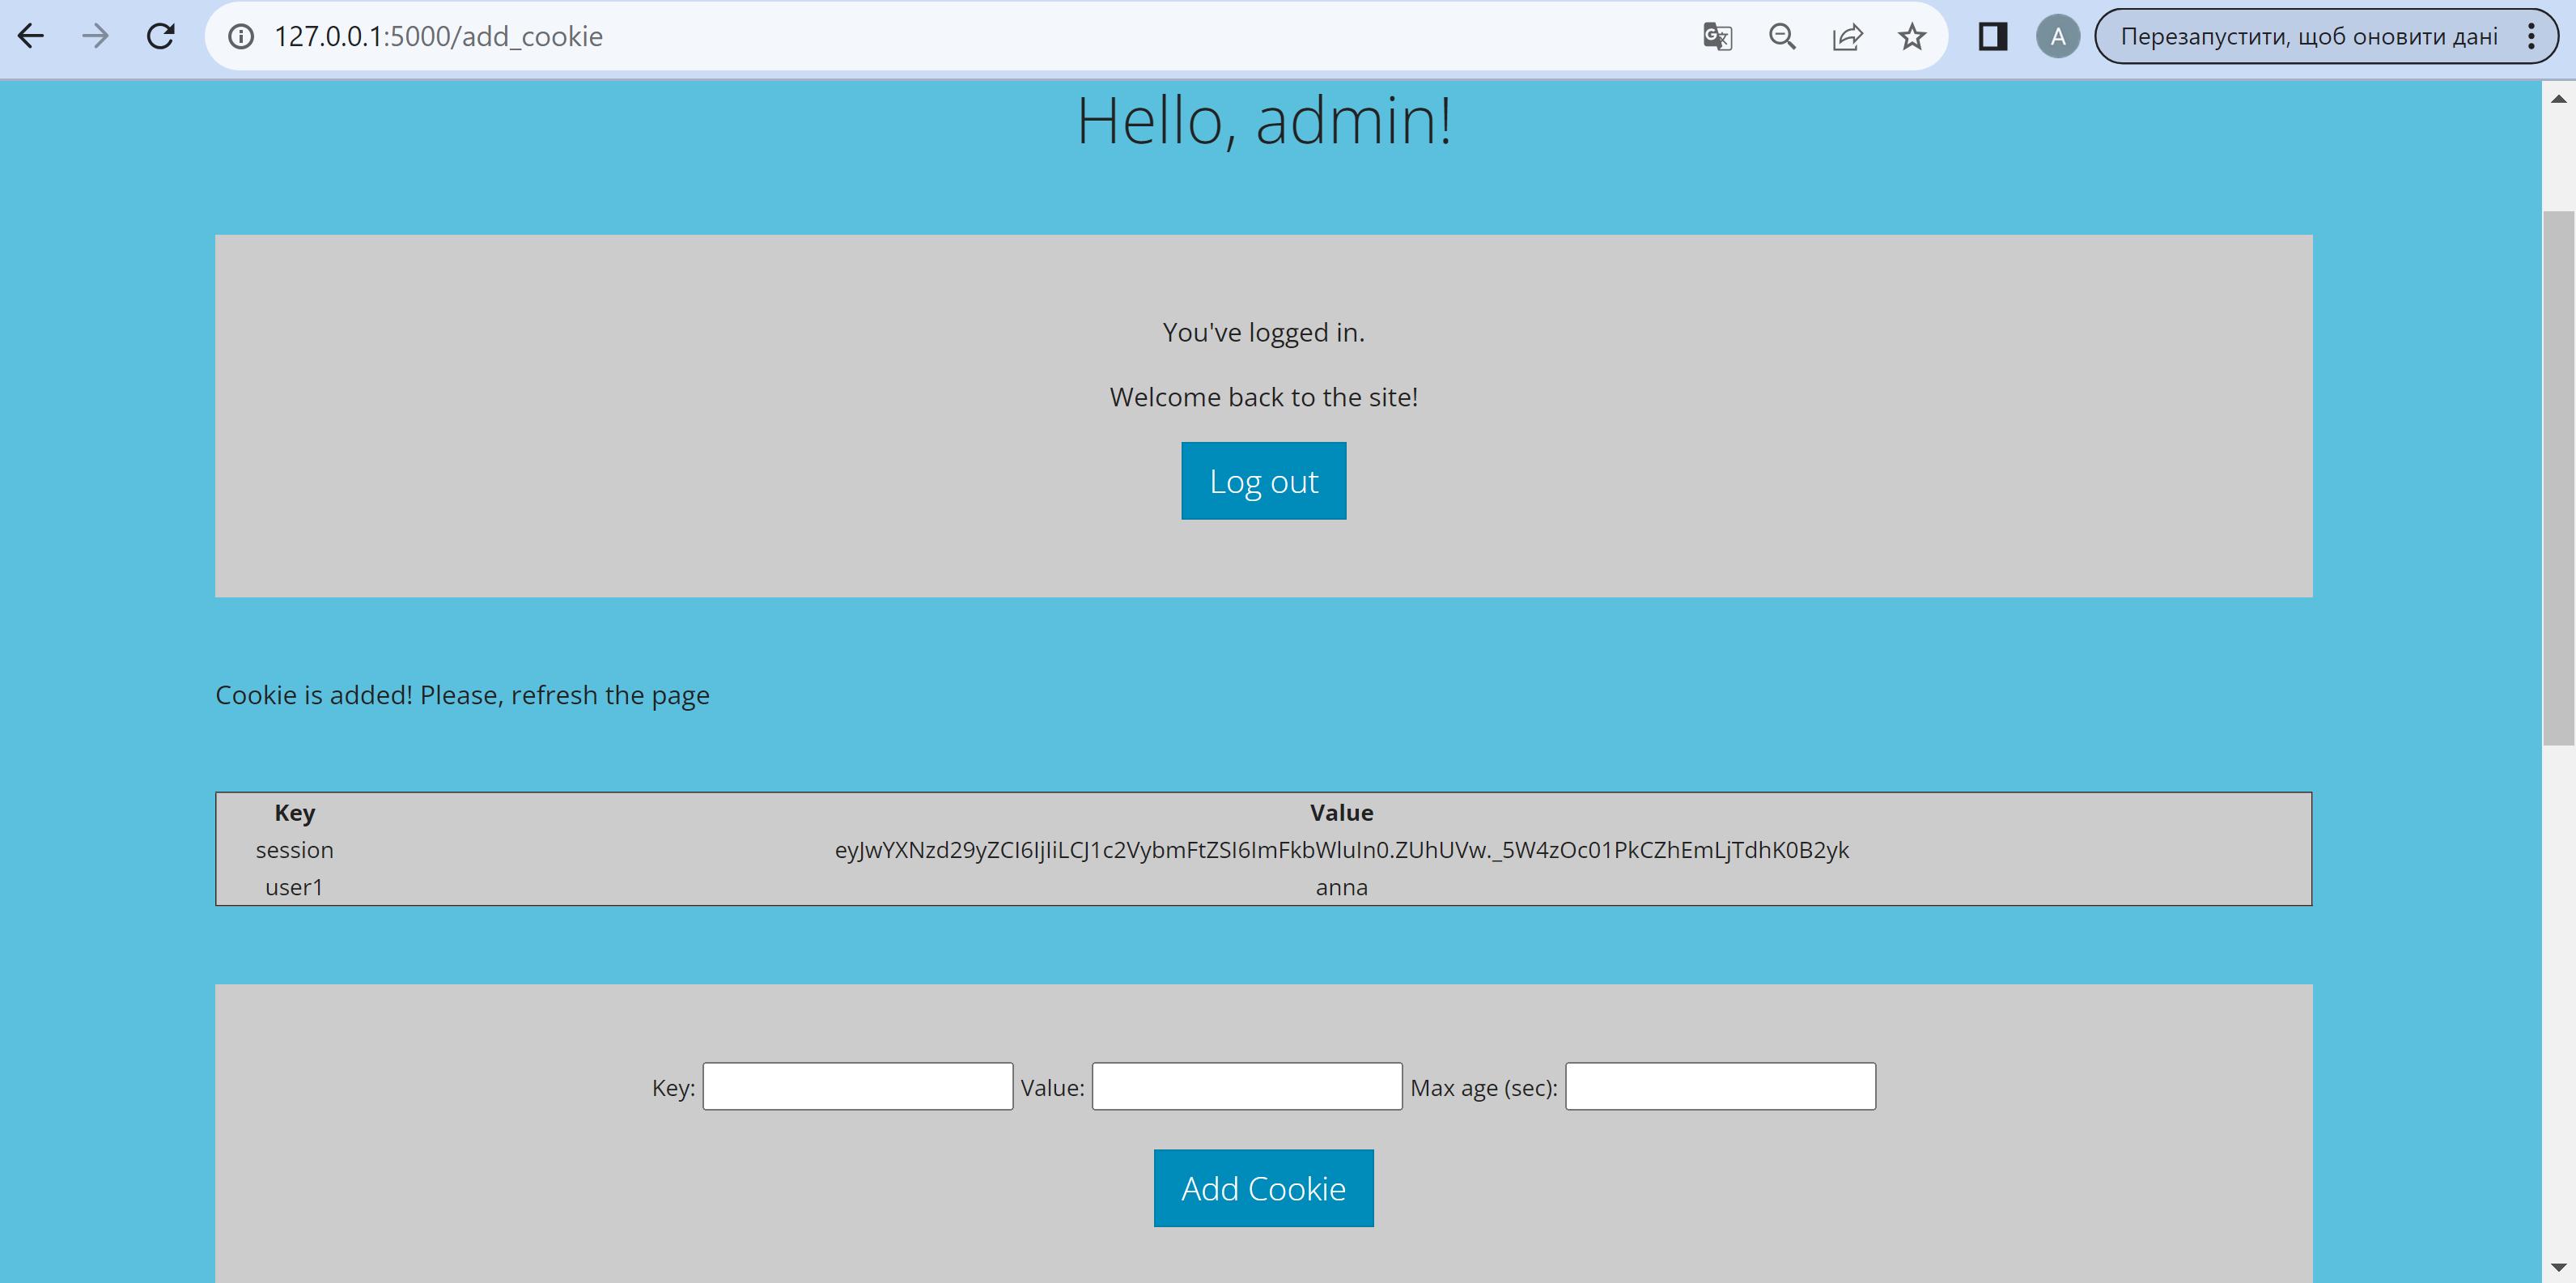 127.0.0.1:5000/add_cookie
A
Перезапустити, щоб оновити дані
Hello, admin!
You've logged in.
Welcome back to the site!
Log out
Cookie is added! Please, refresh the page
Key Value
session eyJwYXNzd29yZCI6IjIiLCJ1c2VybmFtZSI6ImFkbWluIn0.ZUhUVw._5W4zOc01PkCZhEmLjTdhK0B2yk
user1 anna
Key: Value: Max age (sec):
Add Cookie